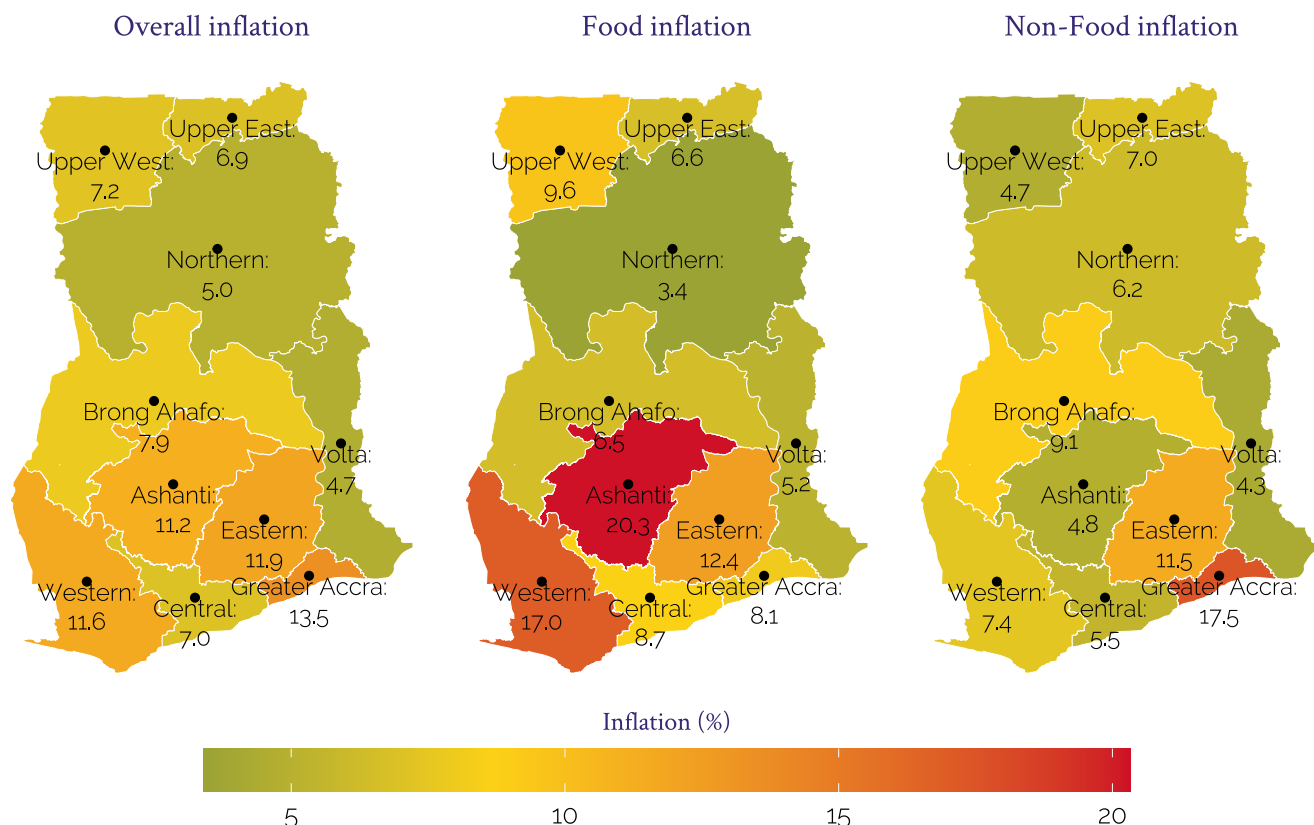 Overall inflation
Food inflation
Non-Food inflation
Upper East:
6.9
Upper West:
7.2
Northern:
5.0
Brong Ahafo:
7.9
Volta:
4.7
Ashanti:
11.2
Eastern:
11.9
Western:
11.6
Central:
7.0
Greater Accra:
13.5
Upper East:
6.6
Upper West:
9.6
Northern:
3.4
Brong Ahafo:
6.5
Volta:
5.2
Ashanti:
20.3
Eastern:
12.4
Western:
17.0
Central:
8.7
Greater Accra:
8.1
Upper East:
7.0
Upper West:
4.7
Northern:
6.2
Brong Ahafo:
9.1
Volta:
4.3
Ashanti:
4.8
Eastern:
11.5
Western:
7.4
Central:
5.5
Greater Accra:
17.5
Inflation (%)
5 10 15 20